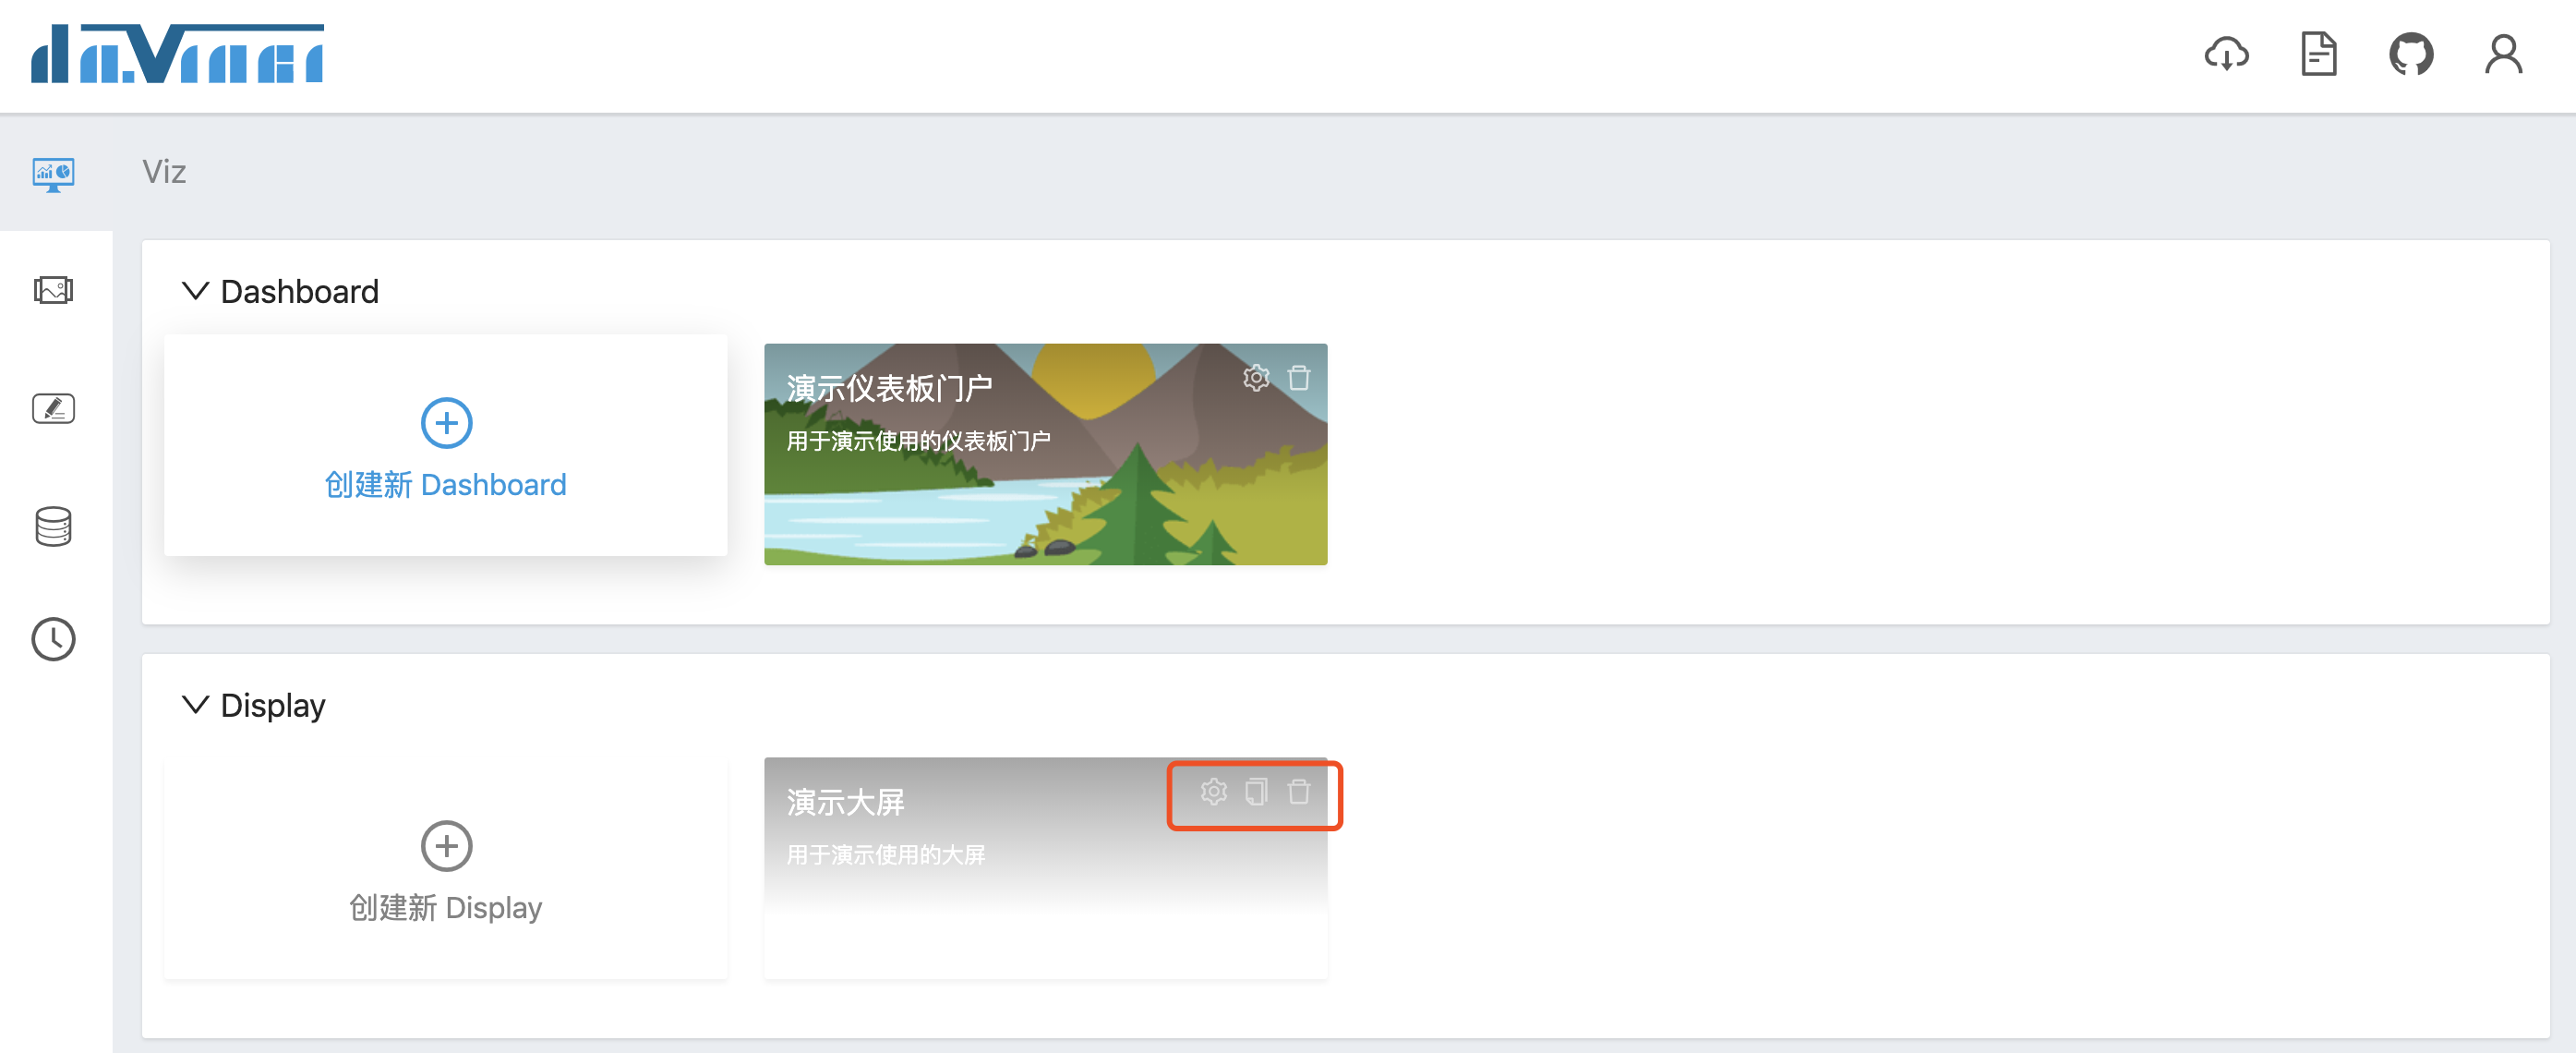 davinci
Viz
Dashboard
创建新 Dashboard
演示仪表板门户
用于演示使用的仪表板门户
Display
创建新 Display
演示大屏
用于演示使用的大屏